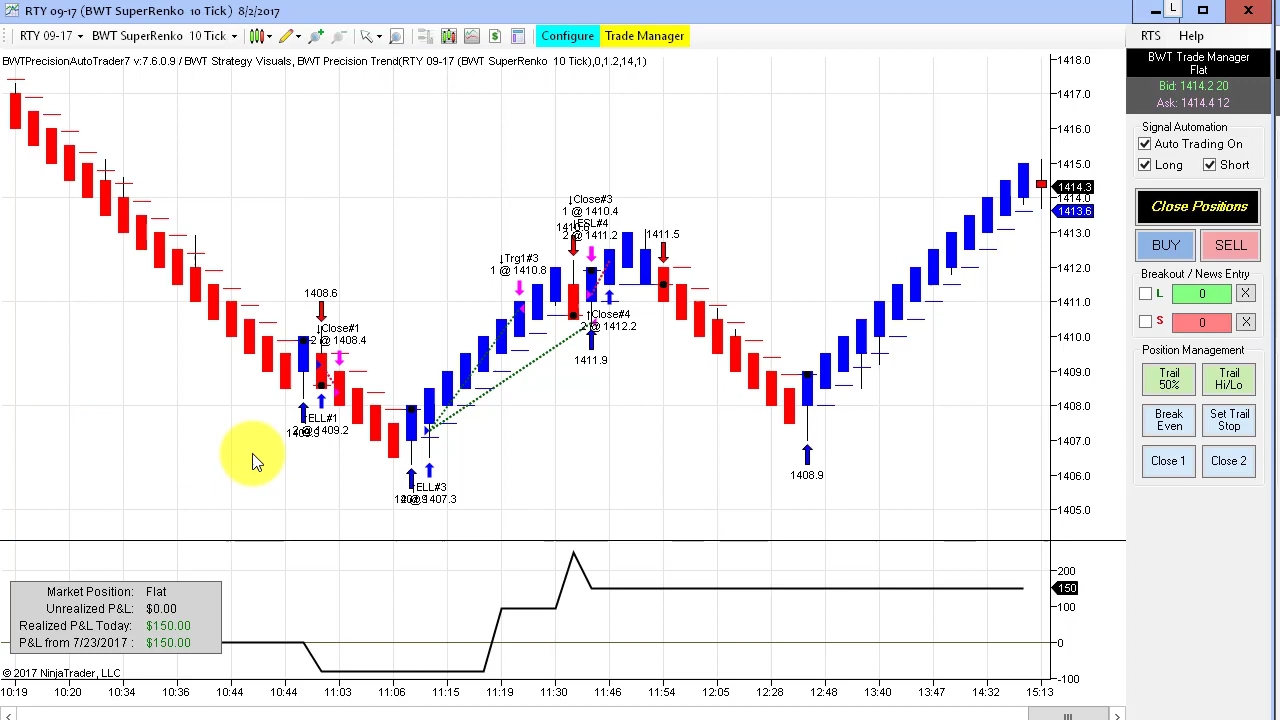 RTY 09-17 (BWT SuperRenko 10 Tick) 8/2/2017
L
RTY 09-17 BWT SuperRenko 10 Tick Configure Trade Manager RTS Help
BWTPrecisionAutoTrader7 v:7.6.0.9 / BWT Strategy Visuals, BWT Precision Trend(RTY 09-17 (BWT SuperRenko 10 Tick),0,1.2,14,1)
1418.0
1417.0
1416.0
1415.0
1414.3
1414.0
1413.6
1413.0
1412.0
1411.0
1410.0
1409.0
1408.0
1407.0
1406.0
1405.0
Close#3
1 @ 1410.4
2 @ 1411.2
1411.5
Trg1#3
1 @ 1410.8
1408.6
Close#1
2 @ 1408.4
Close#4
2 @ 1412.2
1411.9
ELL#1
2 @ 1409.2
ELL#3
1407.3
1408.9
200
150
100
0
-100
Market Position: Flat
Unrealized P&L: $0.00
Realized P&L Today: $150.00
P&L from 7/23/2017 : $150.00
© 2017 NinjaTrader, LLC
10:19 10:20 10:34 10:36 10:44 10:44 11:03 11:06 11:15 11:19 11:30 11:46 11:54 12:05 12:28 12:48 13:40 13:47 14:32 15:13
BWT Trade Manager
Flat
Bid: 1414.2 20
Ask: 1414.4 12
Signal Automation
Auto Trading On
Long Short
Close Positions
BUY SELL
Breakout / News Entry
L 0 X
S 0 X
Position Management
Trail 50%
Trail Hi/Lo
Break Even
Set Trail Stop
Close 1 Close 2